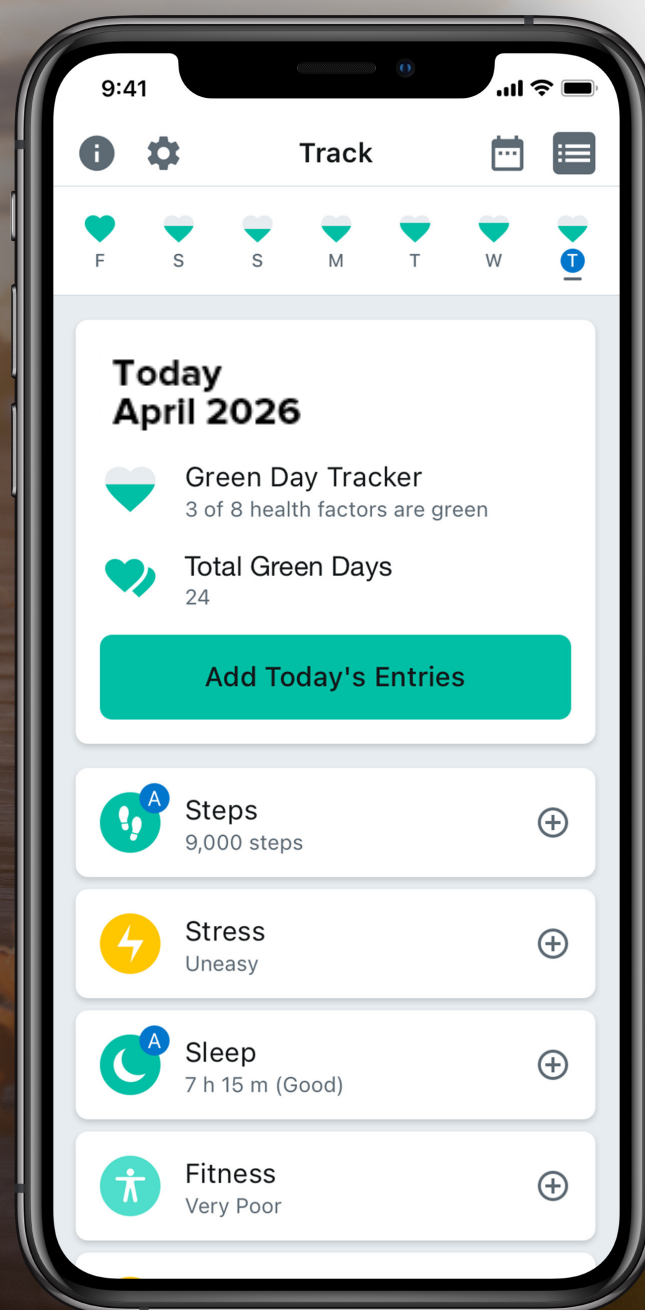 9:41
Track
F S S M T W T
Today
April 2026
Green Day Tracker
3 of 8 health factors are green
Total Green Days
24
Add Today's Entries
A
Steps
9,000 steps
Stress
Uneasy
A
Sleep
7 h 15 m (Good)
Fitness
Very Poor